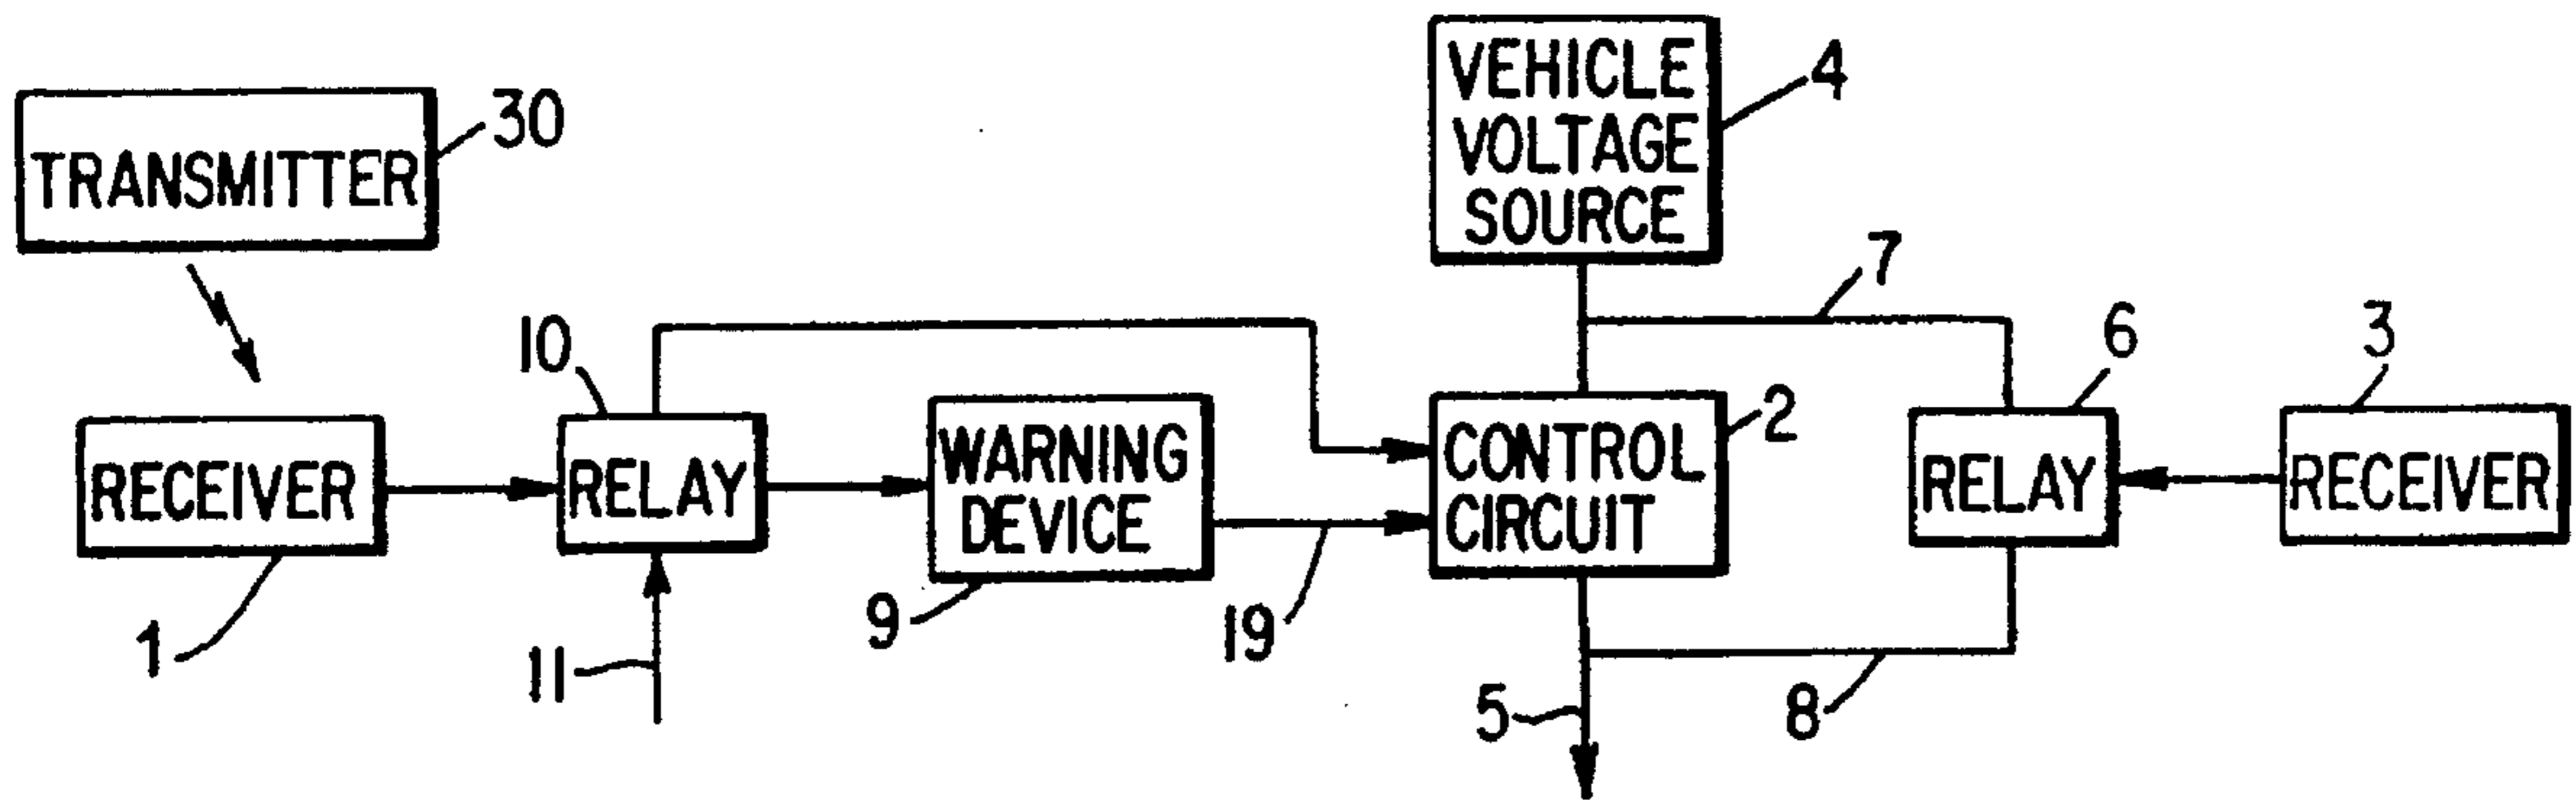 VEHICLE
VOLTAGE
SOURCE
4
TRANSMITTER
30
7
10
6
3
RECEIVER
RELAY
WARNING
DEVICE
CONTROL
CIRCUIT
2
RELAY
RECEIVER
1
11
9
19
5
8